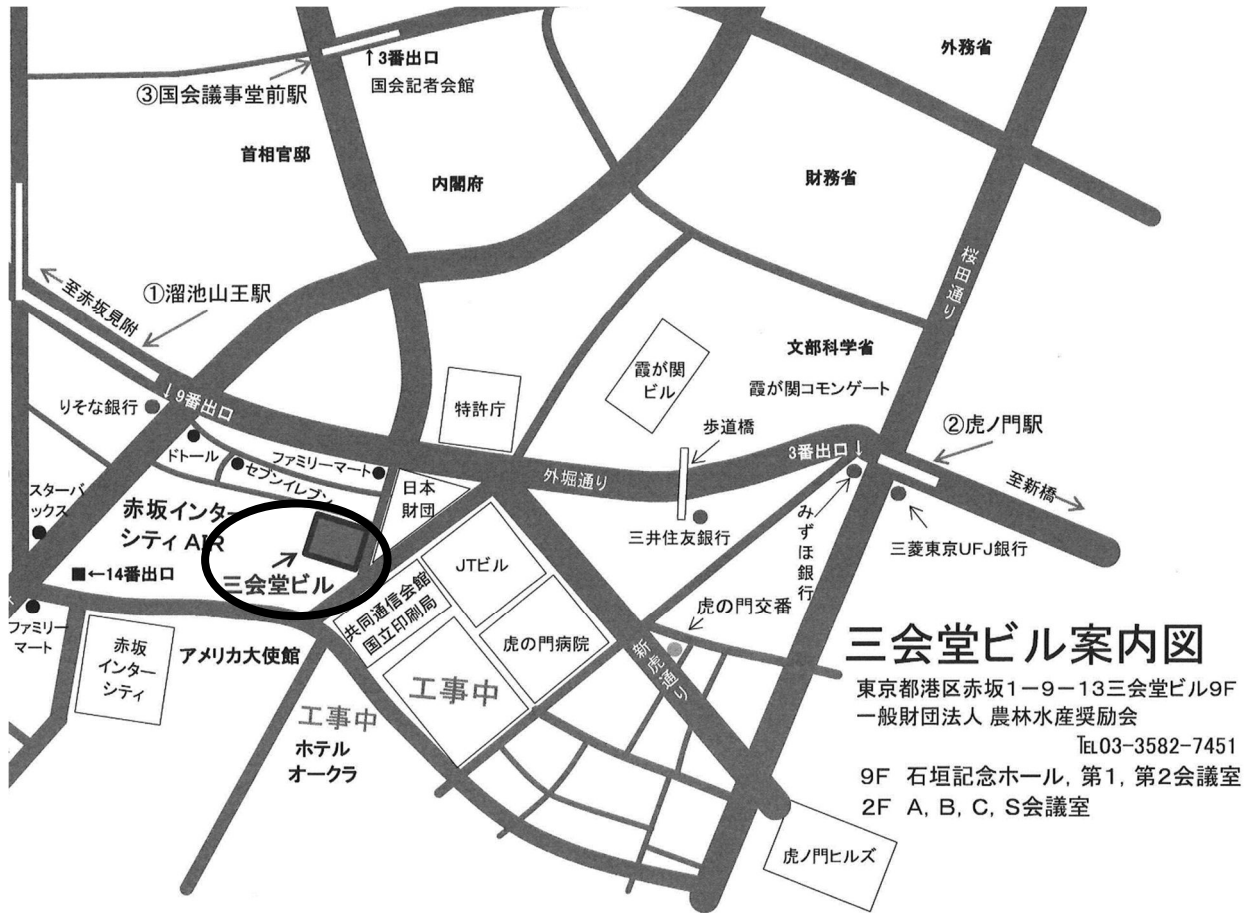 外務省
↑3番出口
国会記者会館
③国会議事堂前駅
首相官邸
内閣府
財務省
桜田通り
①溜池山王駅
至赤坂見附
文部科学省
霞が関コモンゲート
霞が関
ビル
特許庁
りそな銀行
↓9番出口
歩道橋
3番出口↓
②虎ノ門駅
至新橋
ドトール
ファミリーマート
セブンイレブン
外堀通り
日本
財団
スターバ
ックス
赤坂インター
シティ AIR
三井住友銀行
みずほ銀行
三菱東京UFJ銀行
■←14番出口
三会堂ビル
JTビル
共同通信会館
国立印刷局
虎の門病院
虎の門交番
新虎通り
ファミリー
マート
赤坂
インター
シティ
アメリカ大使館
工事中
工事中
ホテル
オークラ
虎ノ門ヒルズ
三会堂ビル案内図
東京都港区赤坂1-9-13三会堂ビル9F
一般財団法人 農林水産奨励会
℡03-3582-7451
9F 石垣記念ホール, 第1, 第2会議室
2F A, B, C, S会議室